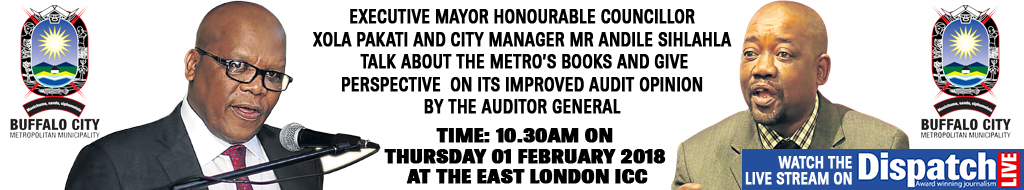 BUFFALO CITY
METROPOLITAN MUNICIPALITY
EXECUTIVE MAYOR HONOURABLE COUNCILLOR
XOLA PAKATI AND CITY MANAGER MR ANDILE SIHLAHLA
TALK ABOUT THE METRO'S BOOKS AND GIVE
PERSPECTIVE ON ITS IMPROVED AUDIT OPINION
BY THE AUDITOR GENERAL
TIME: 10.30AM ON
THURSDAY 01 FEBRUARY 2018
AT THE EAST LONDON ICC
BUFFALO CITY
METROPOLITAN MUNICIPALITY
WATCH THE
LIVE STREAM ON
Dispatch
Award winning journalism
LIVE